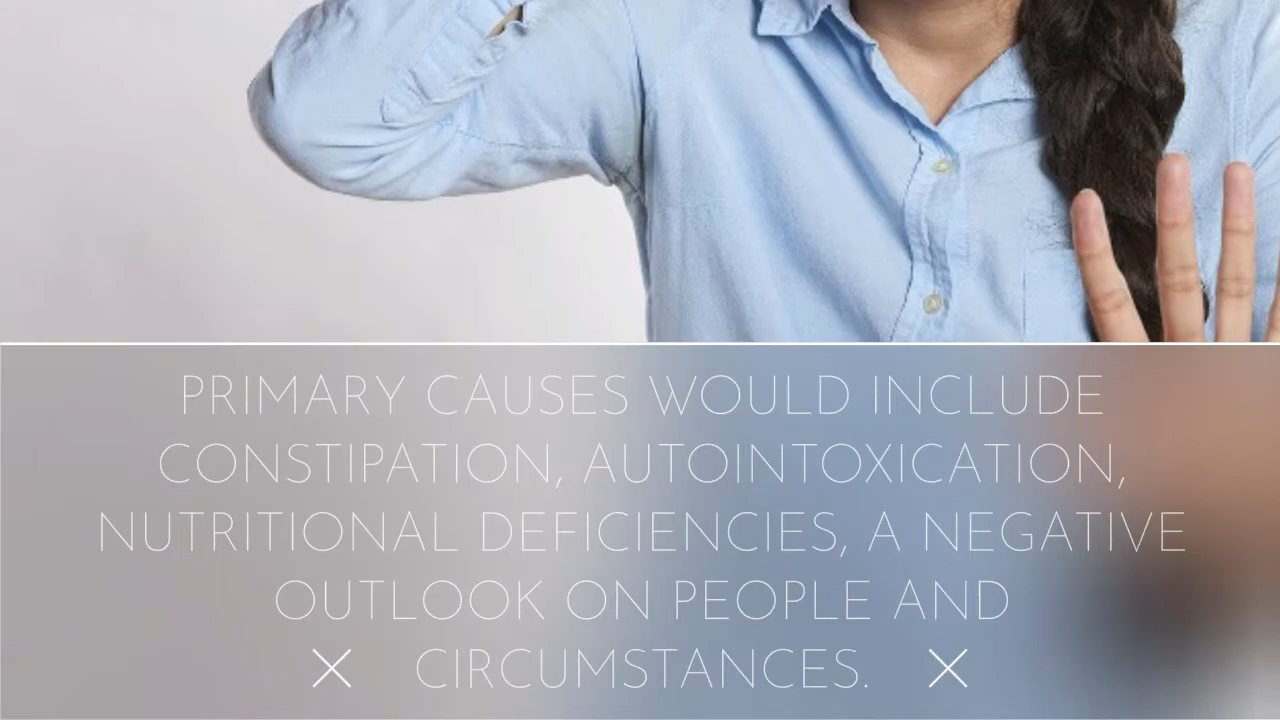 PRIMARY CAUSES WOULD INCLUDE
CONSTIPATION, AUTOINTOXICATION,
NUTRITIONAL DEFICIENCIES, A NEGATIVE
OUTLOOK ON PEOPLE AND
CIRCUMSTANCES.